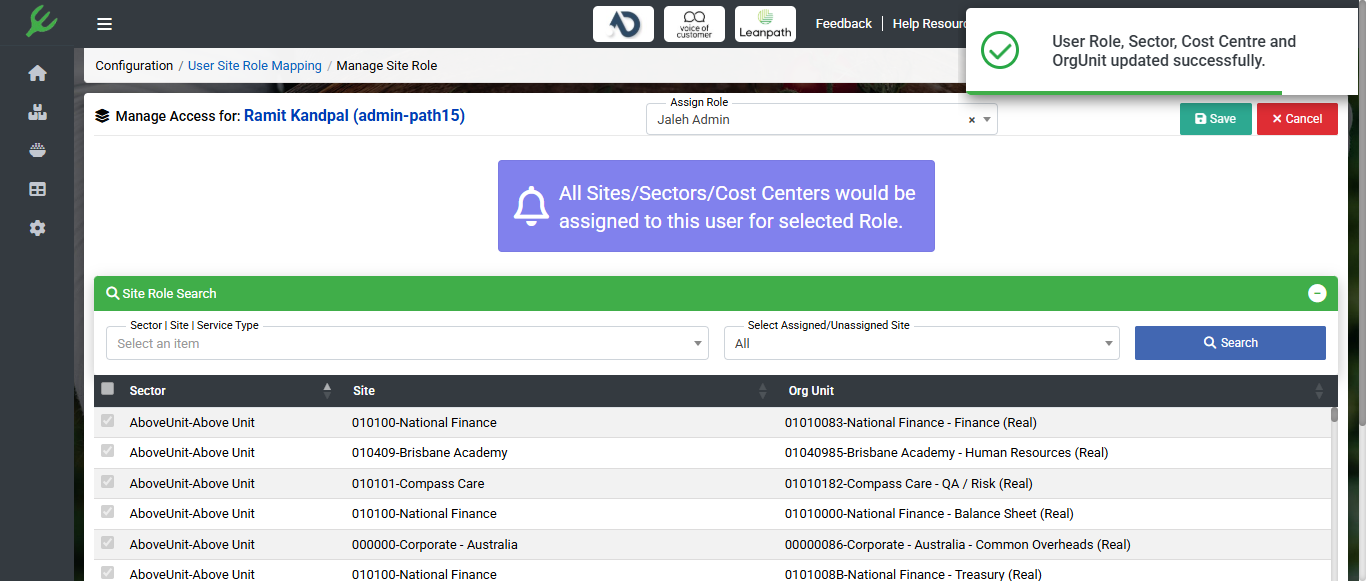 voice of
customer
Leanpath
Feedback
User Role, Sector, Cost Centre and
OrgUnit updated successfully.
Configuration / User Site Role Mapping / Manage Site Role
Manage Access for: Ramit Kandpal (admin-path15)
Assign Role
Jaleh Admin
×
Save
× Cancel
All Sites/Sectors/Cost Centers would be
assigned to this user for selected Role.
Site Role Search
Sector | Site | Service Type
Select an item
Select Assigned/Unassigned Site
All
Search
Sector Site Org Unit
AboveUnit-Above Unit 010100-National Finance 01010083-National Finance - Finance (Real)
AboveUnit-Above Unit 010409-Brisbane Academy 01040985-Brisbane Academy - Human Resources (Real)
AboveUnit-Above Unit 010101-Compass Care 01010182-Compass Care - QA / Risk (Real)
AboveUnit-Above Unit 010100-National Finance 01010000-National Finance - Balance Sheet (Real)
AboveUnit-Above Unit 000000-Corporate - Australia 00000086-Corporate - Australia - Common Overheads (Real)
AboveUnit-Above Unit 010100-National Finance 0101008B-National Finance - Treasury (Real)